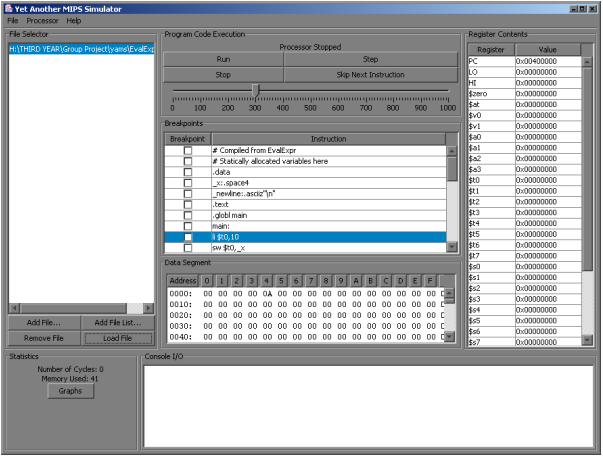 Yet Another MIPS Simulator
File Processor Help
File Selector
H:\THIRD YEAR\Group Project\yams\EvalExp
Add File... Add File List...
Remove File Load File
Program Code Execution
Processor Stopped
Run Step
Stop Skip Next Instruction
0 100 200 300 400 500 600 700 800 900 1000
Breakpoints
Breakpoint Instruction
# Compiled from EvalExpr
# Statically allocated variables here
.data
_x:.space4
_newline:.asciiz"\n"
.text
.globl main
main:
li $t0,10
sw $t0,_x
Data Segment
Address 0 1 2 3 4 5 6 7 8 9 A B C D E F
0000: 00 00 00 00 0A 00 00 00 00 00 00 00 00 00 00 00
0010: 00 00 00 00 00 00 00 00 00 00 00 00 00 00 00 00
0020: 00 00 00 00 00 00 00 00 00 00 00 00 00 00 00 00
0030: 00 00 00 00 00 00 00 00 00 00 00 00 00 00 00 00
0040: 00 00 00 00 00 00 00 00 00 00 00 00 00 00 00 00
Register Contents
Register Value
PC 0x00400000
LO 0x00000000
HI 0x00000000
$zero 0x00000000
$at 0x00000000
$v0 0x00000000
$v1 0x00000000
$a0 0x00000000
$a1 0x00000000
$a2 0x00000000
$a3 0x00000000
$t0 0x00000000
$t1 0x00000000
$t2 0x00000000
$t3 0x00000000
$t4 0x00000000
$t5 0x00000000
$t6 0x00000000
$t7 0x00000000
$s0 0x00000000
$s1 0x00000000
$s2 0x00000000
$s3 0x00000000
$s4 0x00000000
$s5 0x00000000
$s6 0x00000000
$s7 0x00000000
Statistics
Number of Cycles: 0
Memory Used: 41
Graphs
Console I/O